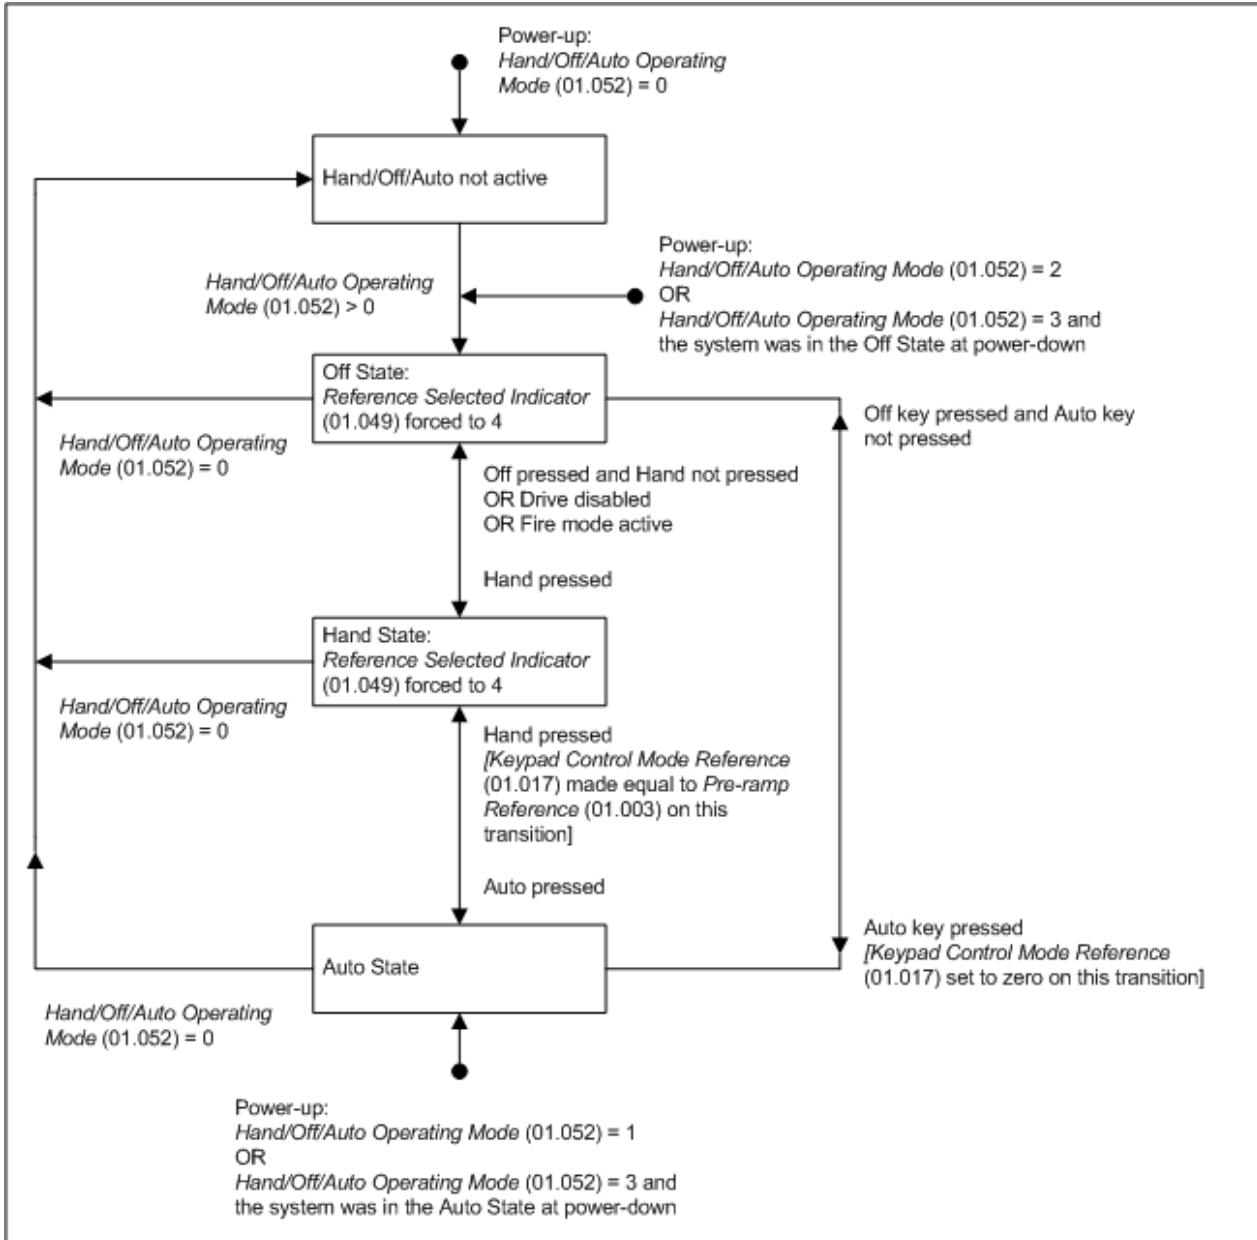 Power-up:
Hand/Off/Auto Operating
Mode (01.052) = 0
Hand/Off/Auto not active
Hand/Off/Auto Operating
Mode (01.052) > 0
Power-up:
Hand/Off/Auto Operating Mode (01.052) = 2
OR
Hand/Off/Auto Operating Mode (01.052) = 3 and
the system was in the Off State at power-down
Off State:
Reference Selected Indicator
(01.049) forced to 4
Hand/Off/Auto Operating
Mode (01.052) = 0
Off key pressed and Auto key
not pressed
Off pressed and Hand not pressed
OR Drive disabled
OR Fire mode active
Hand pressed
Hand State:
Reference Selected Indicator
(01.049) forced to 4
Hand/Off/Auto Operating
Mode (01.052) = 0
Hand pressed
[Keypad Control Mode Reference
(01.017) made equal to Pre-ramp
Reference (01.003) on this
transition]
Auto pressed
Auto State
Auto key pressed
[Keypad Control Mode Reference
(01.017) set to zero on this transition]
Hand/Off/Auto Operating
Mode (01.052) = 0
Power-up:
Hand/Off/Auto Operating Mode (01.052) = 1
OR
Hand/Off/Auto Operating Mode (01.052) = 3 and
the system was in the Auto State at power-down